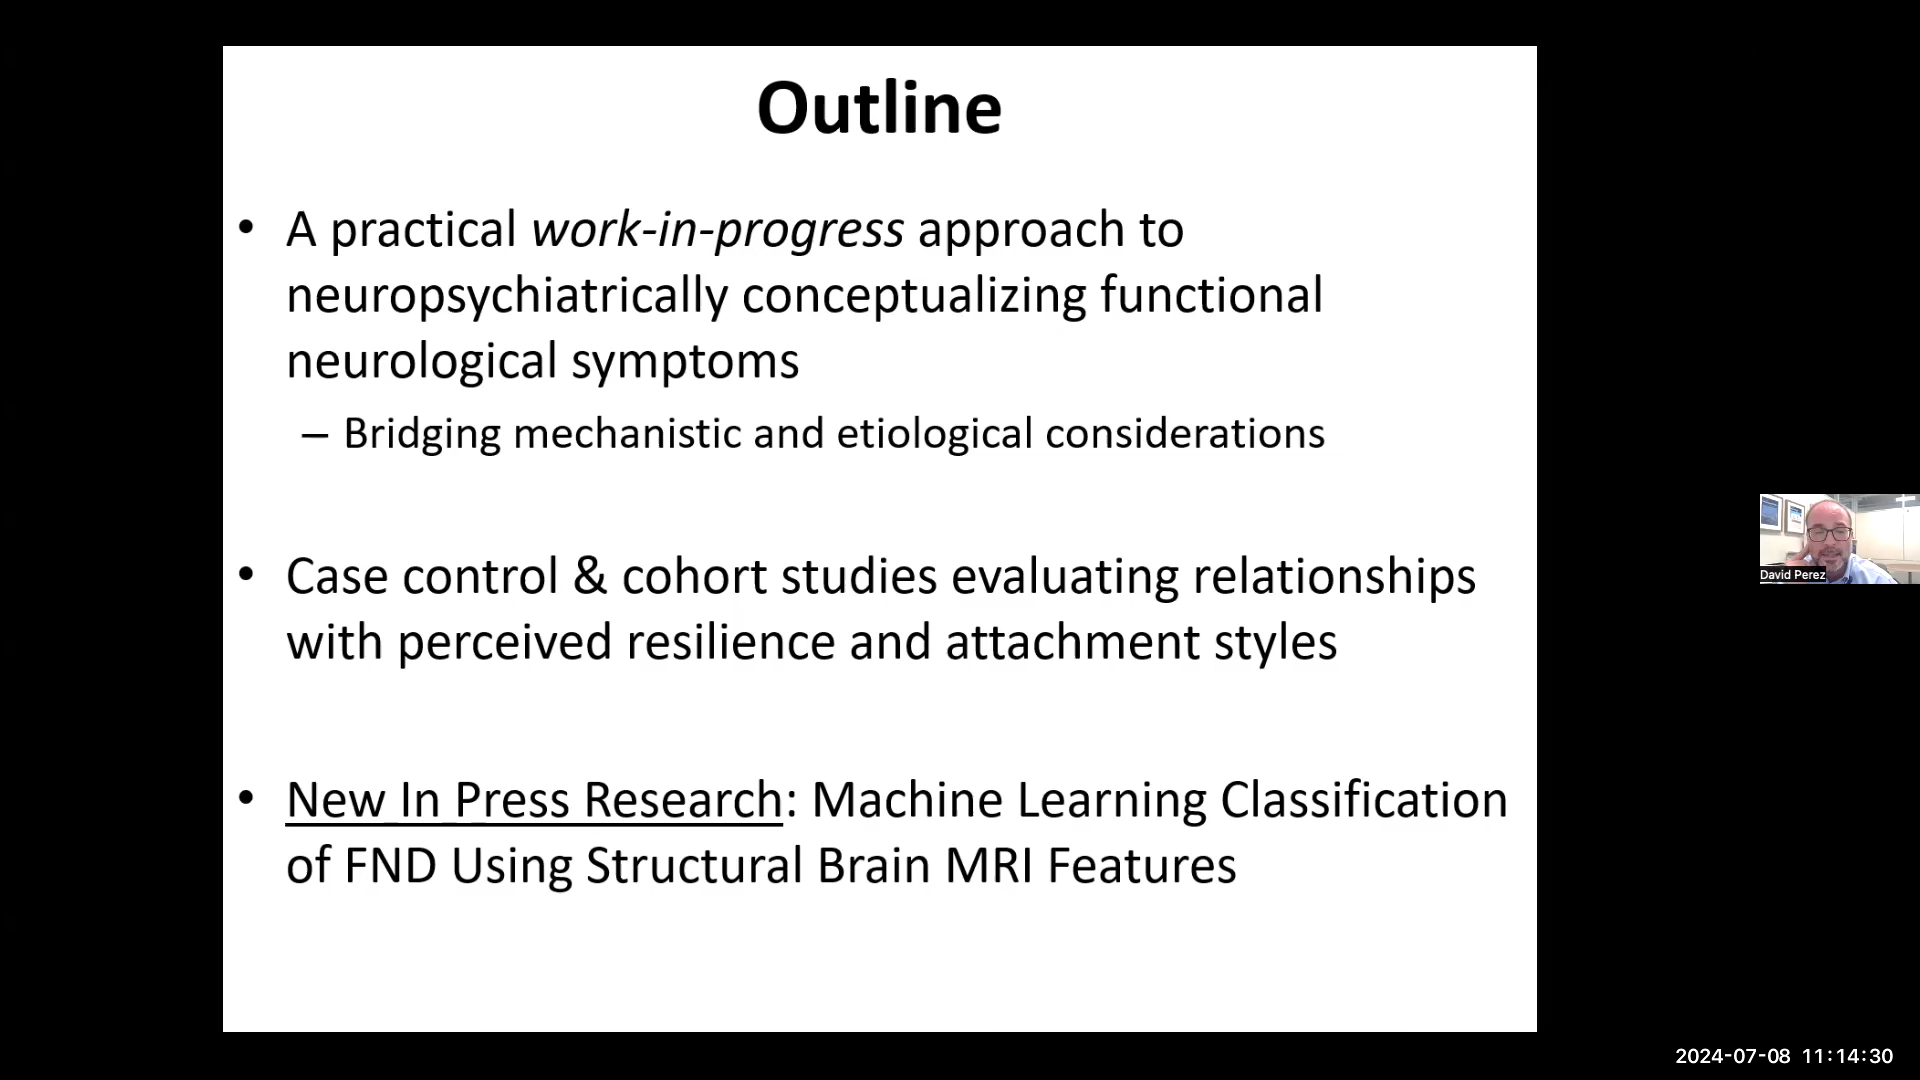 Outline
• A practical work-in-progress approach to
neuropsychiatrically conceptualizing functional
neurological symptoms
– Bridging mechanistic and etiological considerations
• Case control & cohort studies evaluating relationships
with perceived resilience and attachment styles
• New In Press Research: Machine Learning Classification
of FND Using Structural Brain MRI Features
David Perez
2024-07-08 11:14:30